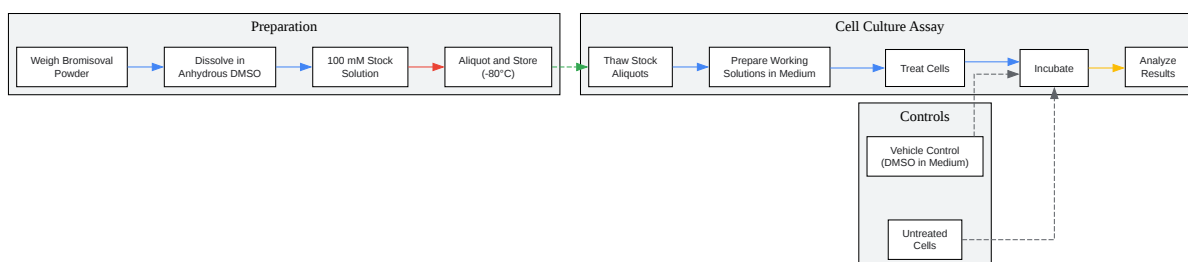 Preparation
Weigh Bromisoval
Powder
Dissolve in
Anhydrous DMSO
100 mM Stock
Solution
Aliquot and Store
(-80°C)
Cell Culture Assay
Thaw Stock
Aliquots
Prepare Working
Solutions in Medium
Treat Cells
Incubate
Analyze
Results
Controls
Vehicle Control
(DMSO in Medium)
Untreated
Cells